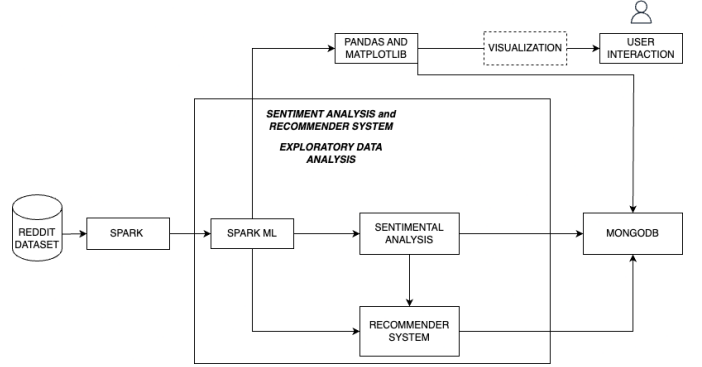 PANDAS AND
MATPLOTLIB
VISUALIZATION
USER
INTERACTION
SENTIMENT ANALYSIS and
RECOMMENDER SYSTEM
EXPLORATORY DATA
ANALYSIS
REDDIT
DATASET
SPARK
SPARK ML
SENTIMENTAL
ANALYSIS
MONGODB
RECOMMENDER
SYSTEM